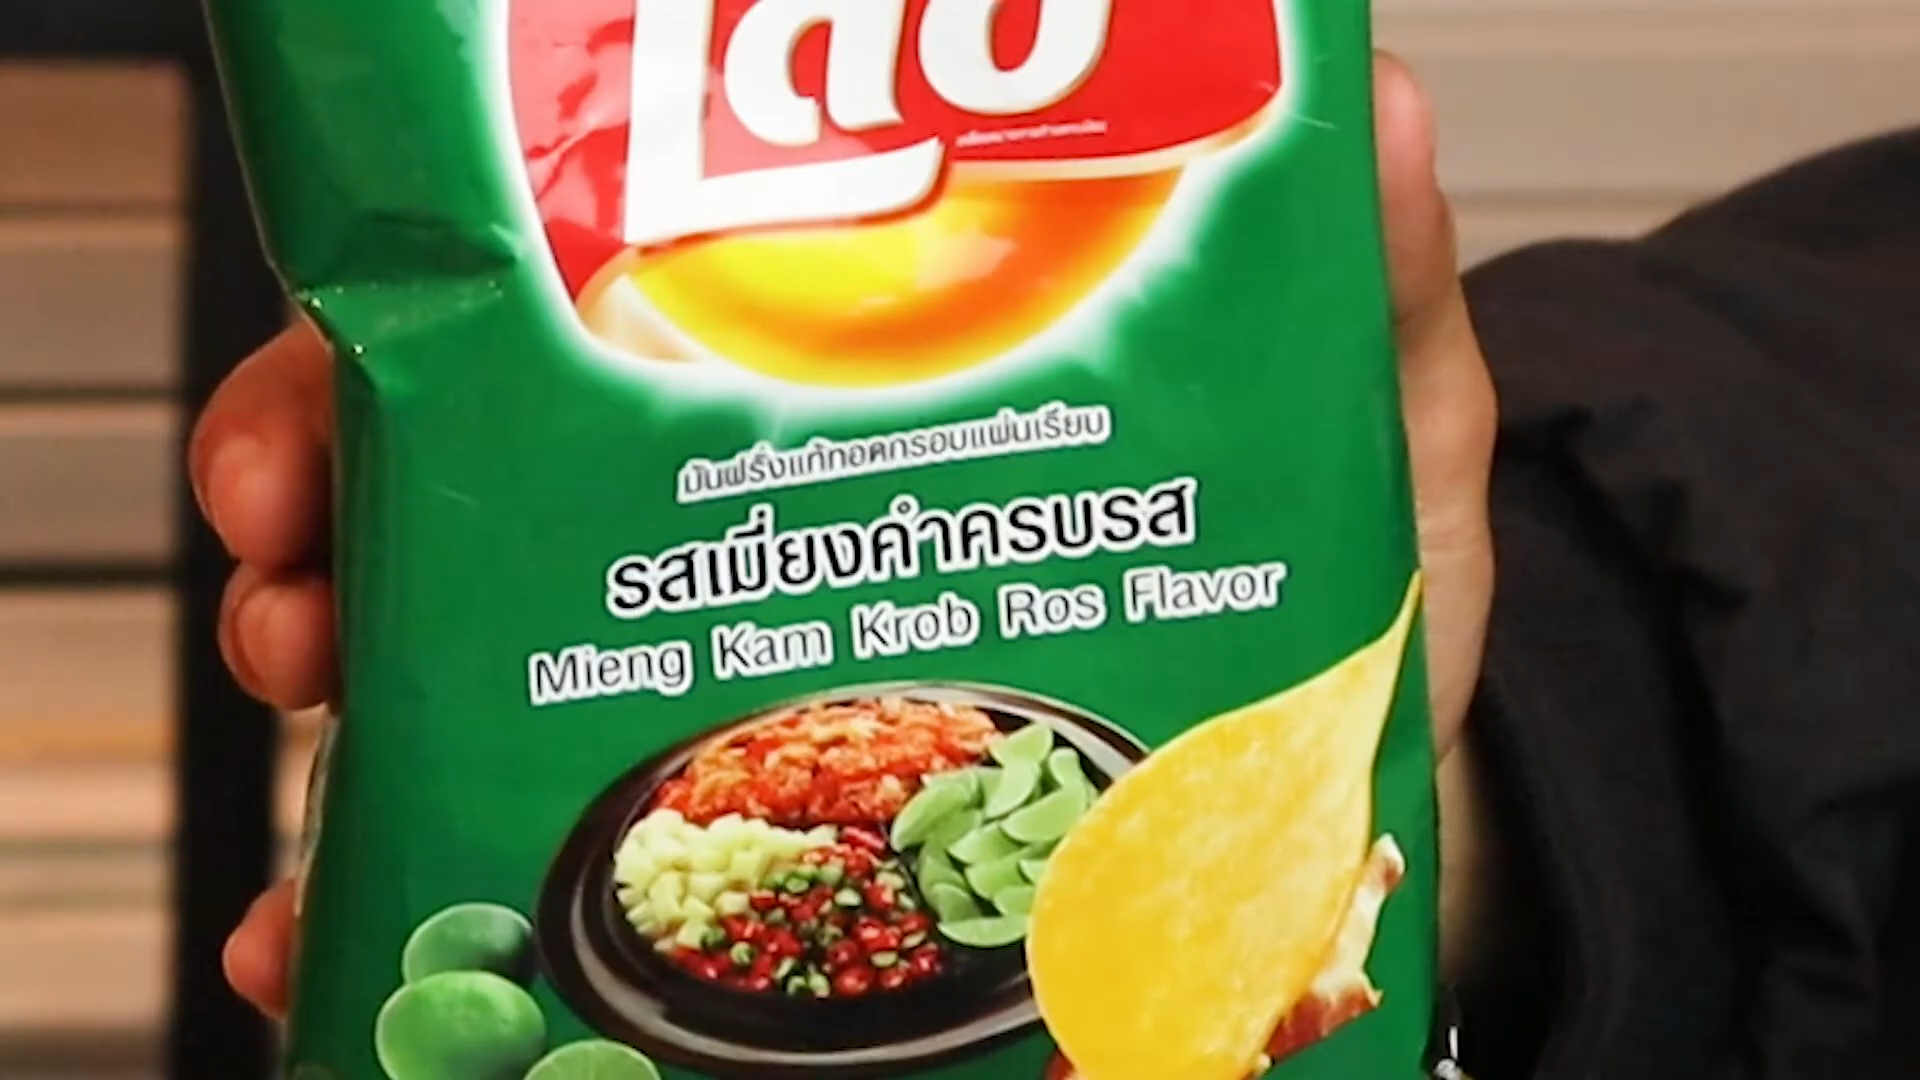 เลย์
มันฝรั่งแท้ทอดกรอบแผ่นเรียบ
รสเมี่ยงคำครบรส
Mieng Kam Krob Ros Flavor